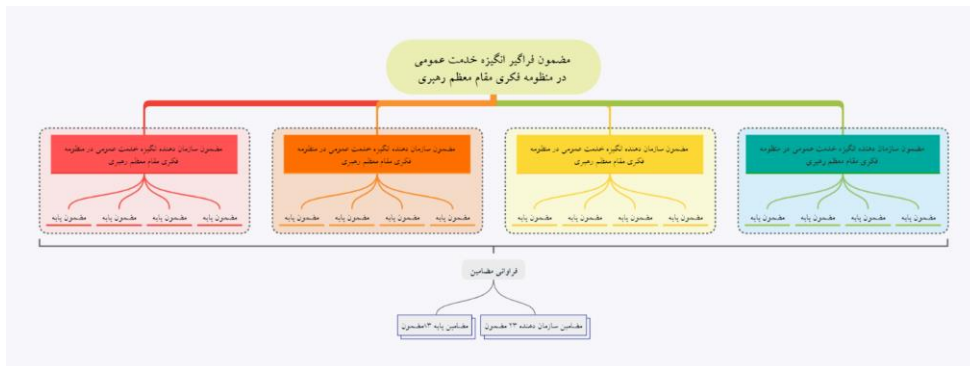 مضمون فراگیر انگیزه خدمت عمومی
در منظومه فکری مقام معظم رهبری
مضمون سازمان دهنده انگیزه خدمت عمومی در منظومه
فکری مقام معظم رهبری
مضمون پایه
مضمون پایه
مضمون پایه
مضمون پایه
مضمون سازمان دهنده انگیزه خدمت عمومی در منظومه
فکری مقام معظم رهبری
مضمون پایه
مضمون پایه
مضمون پایه
مضمون پایه
مضمون سازمان دهنده انگیزه خدمت عمومی در منظومه
فکری مقام معظم رهبری
مضمون پایه
مضمون پایه
مضمون پایه
مضمون پایه
مضمون سازمان دهنده انگیزه خدمت عمومی در منظومه
فکری مقام معظم رهبری
مضمون پایه
مضمون پایه
مضمون پایه
مضمون پایه
فراوانی مضامین
مضامین سازمان دهنده ۲۳ مضمون
مضامین پایه ۸۳مضمون